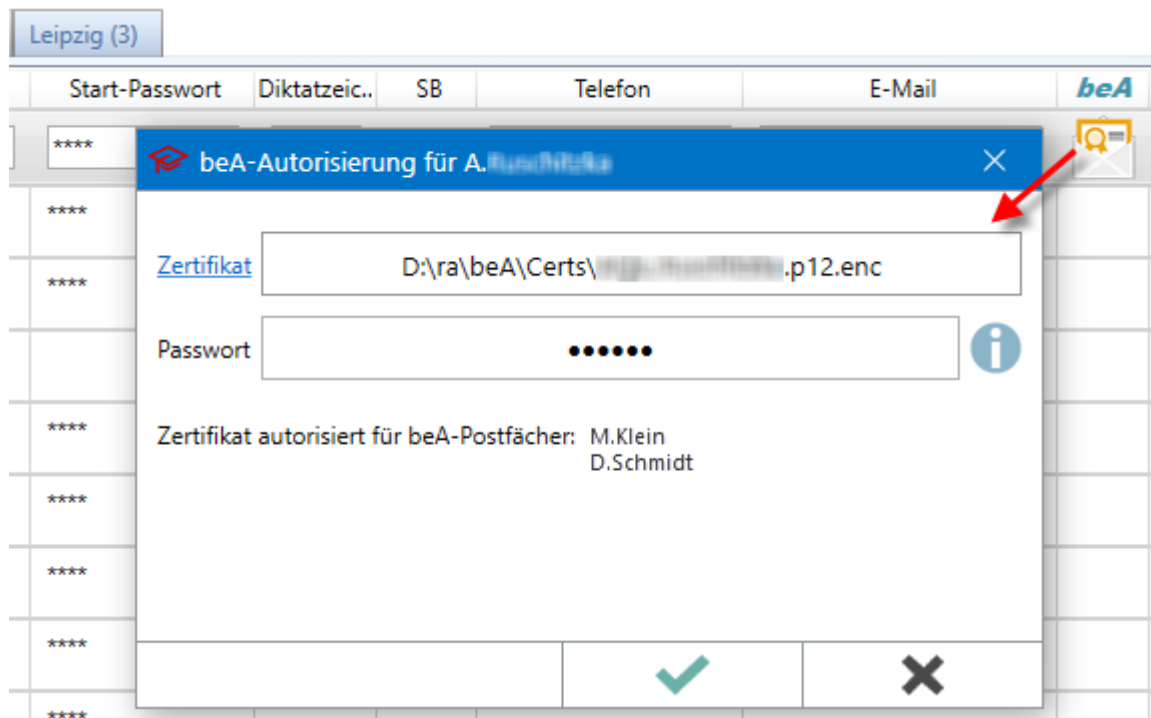 Leipzig (3)
Start-Passwort Diktatzeic.. SB Telefon E-Mail beA
****
beA-Autorisierung für A.
****
Zertifikat D:\ra\beA\Certs\ .p12.enc
****
Passwort ••••••
****
Zertifikat autorisiert für beA-Postfächer: M.Klein
D.Schmidt
****
****
****
****